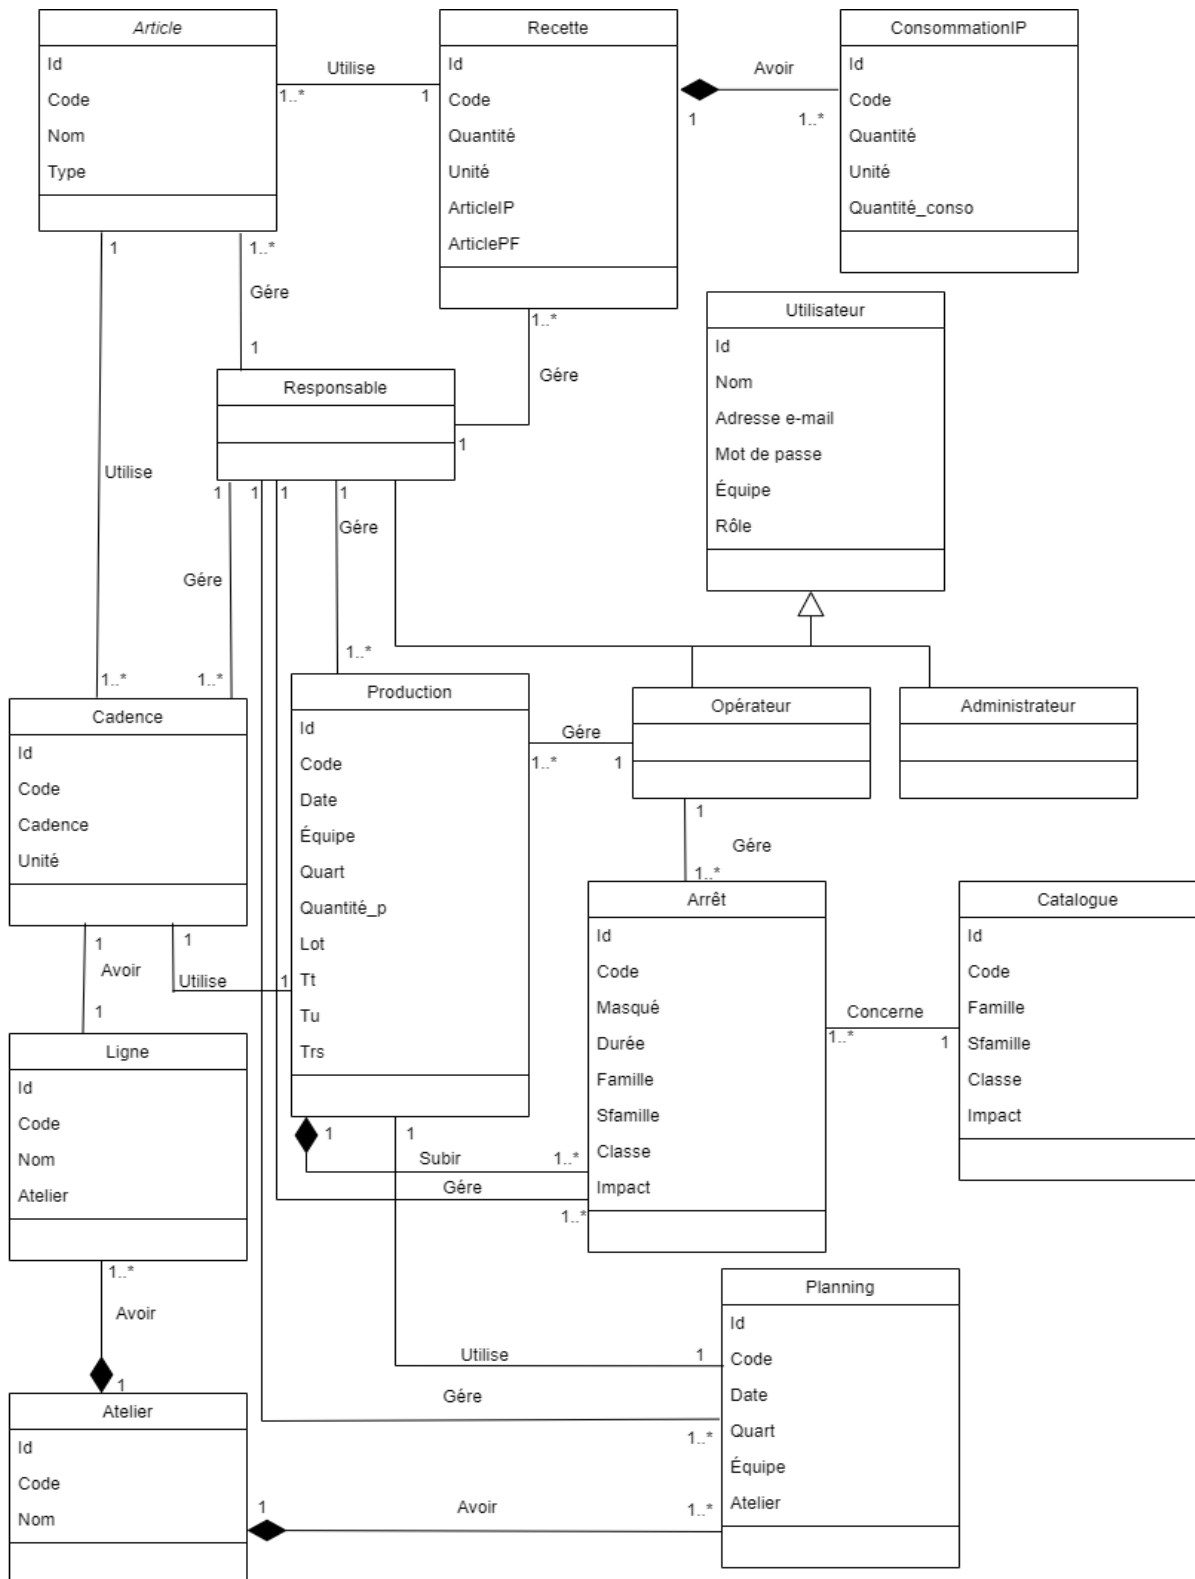 Article
Id
Code
Nom
Type
Utilise
1..*
1
Recette
Id
Code
Quantité
Unité
ArticleIP
ArticlePF
Avoir
1
1..*
ConsommationIP
Id
Code
Quantité
Unité
Quantité_conso
1
1..*
Gére
1
1..*
Gére
1
Responsable
Utilisateur
Id
Nom
Adresse e-mail
Mot de passe
Équipe
Rôle
Utilise
1
1
1
1
Gére
Gére
1..*
1..*
1..*
Cadence
Id
Code
Cadence
Unité
Production
Id
Code
Date
Équipe
Quart
Quantité_p
Lot
Tt
Tu
Trs
Gére
1..*
1
Opérateur
Administrateur
1
Gére
1..*
Arrêt
Id
Code
Masqué
Durée
Famille
Sfamille
Classe
Impact
Concerne
1..*
1
Catalogue
Id
Code
Famille
Sfamille
Classe
Impact
1
Avoir
1
1
Utilise
1
Ligne
Id
Code
Nom
Atelier
1
1
Subir
1..*
Gére
1..*
1..*
Avoir
1
Utilise
1
Gére
1..*
Planning
Id
Code
Date
Quart
Équipe
Atelier
Atelier
Id
Code
Nom
1
Avoir
1..*